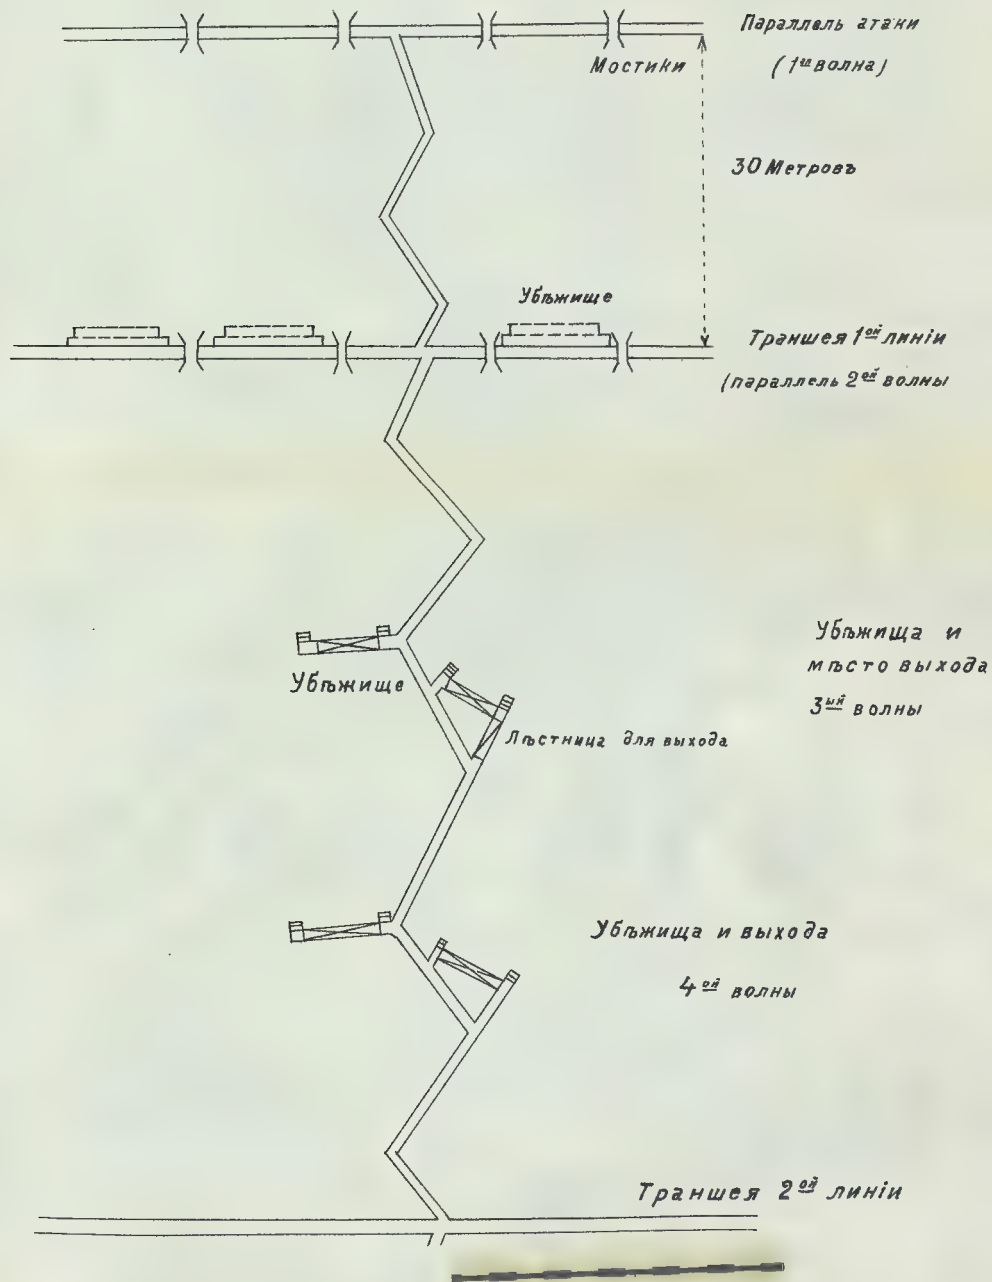 Параллель атаки
(1ая волна)
Мостики
30 Метровъ
Убѣжище
Траншея 1ой линіи
(параллель 2ой волны
Убѣжища и
мѣсто выхода
3ий волны
Убѣжище
Лѣстница для выхода
Убѣжища и выхода
4ой волны
Траншея 2ой линіи